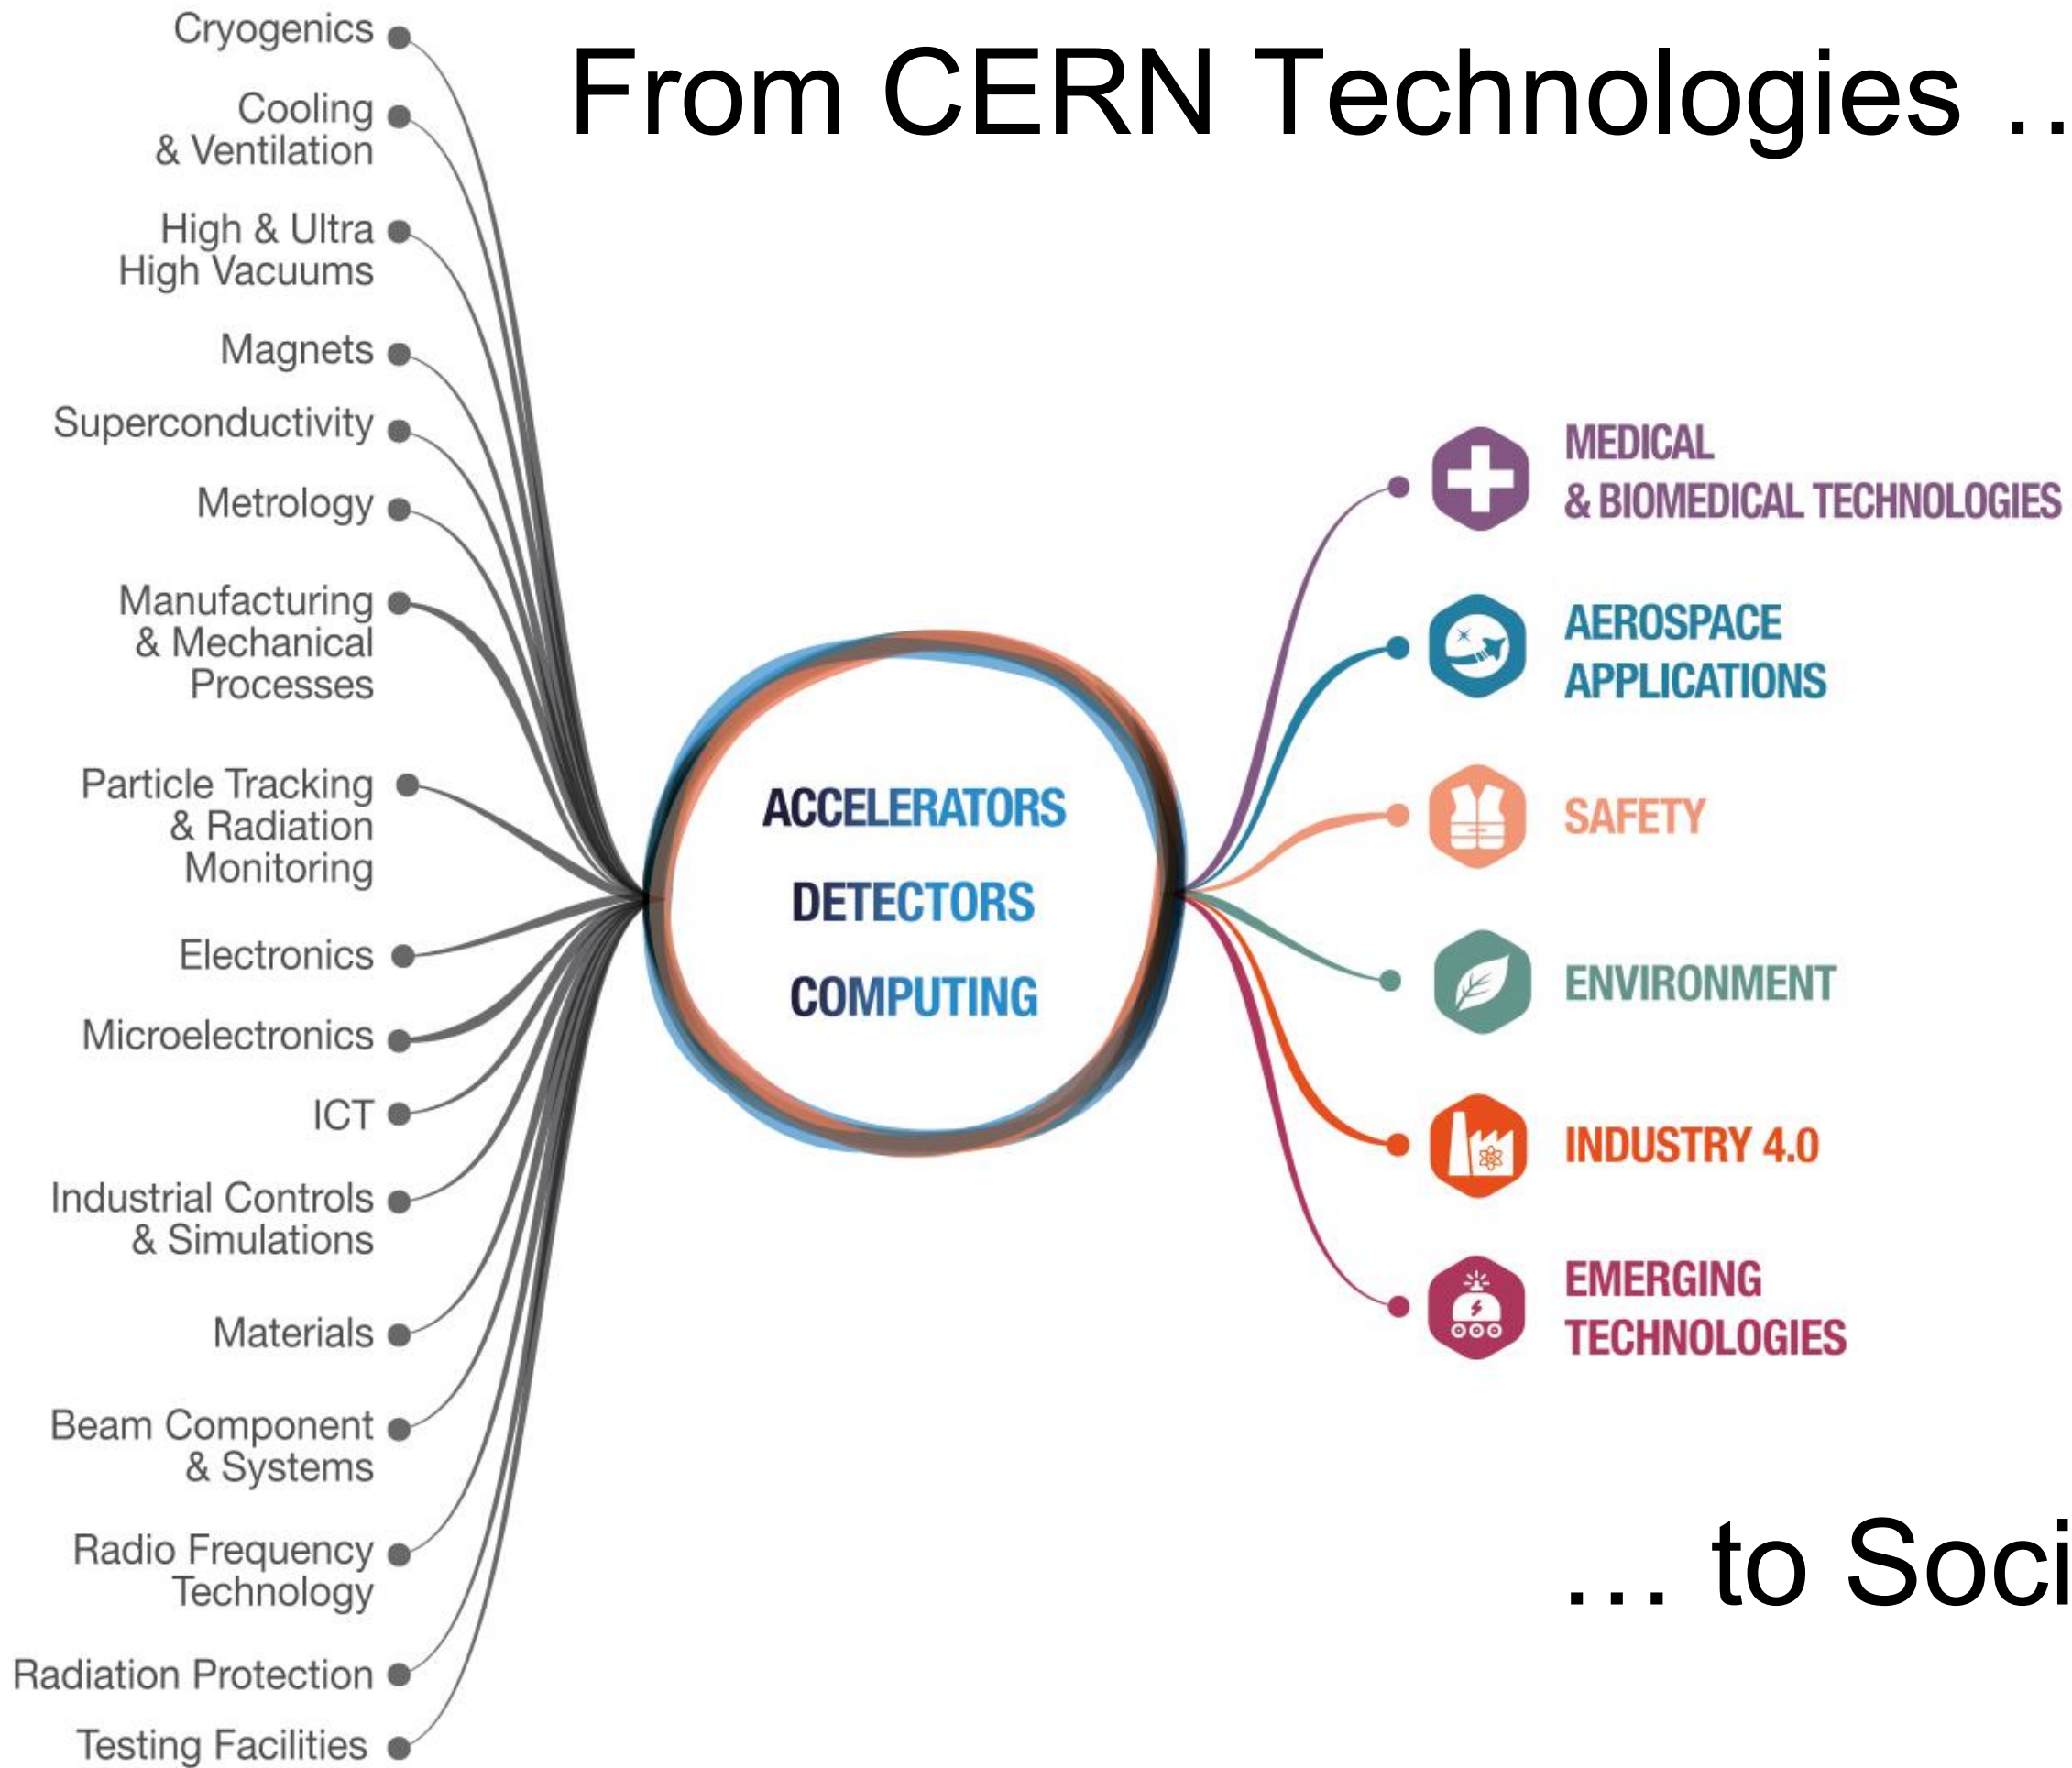 From CERN Technologies ..
Cryogenics
Cooling
& Ventilation
High & Ultra
High Vacuums
Magnets
Superconductivity
Metrology
Manufacturing
& Mechanical
Processes
Particle Tracking
& Radiation
Monitoring
Electronics
Microelectronics
ICT
Industrial Controls
& Simulations
Materials
Beam Component
& Systems
Radio Frequency
Technology
Radiation Protection
Testing Facilities
ACCELERATORS
DETECTORS
COMPUTING
MEDICAL
& BIOMEDICAL TECHNOLOGIES
AEROSPACE
APPLICATIONS
SAFETY
ENVIRONMENT
INDUSTRY 4.0
EMERGING
TECHNOLOGIES
... to Soci